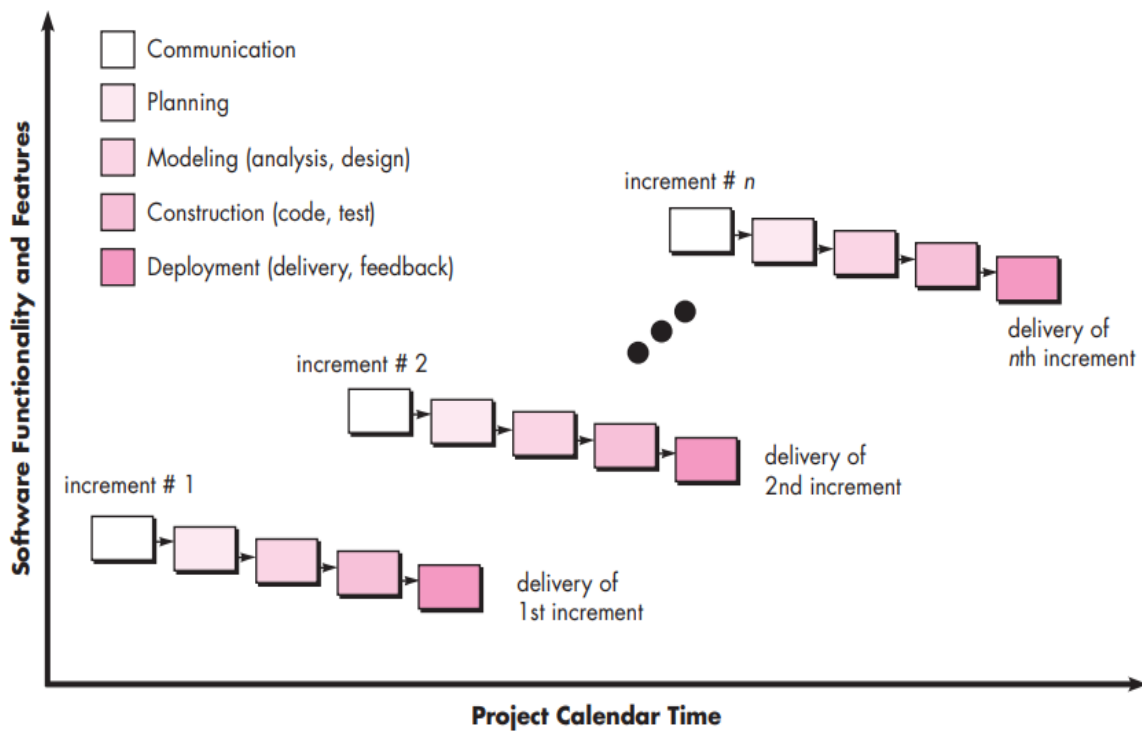 Software Functionality and Features
Communication
Planning
Modeling (analysis, design)
Construction (code, test)
Deployment (delivery, feedback)
increment # n
delivery of
nth increment
increment # 2
delivery of
2nd increment
increment # 1
delivery of
1st increment
Project Calendar Time